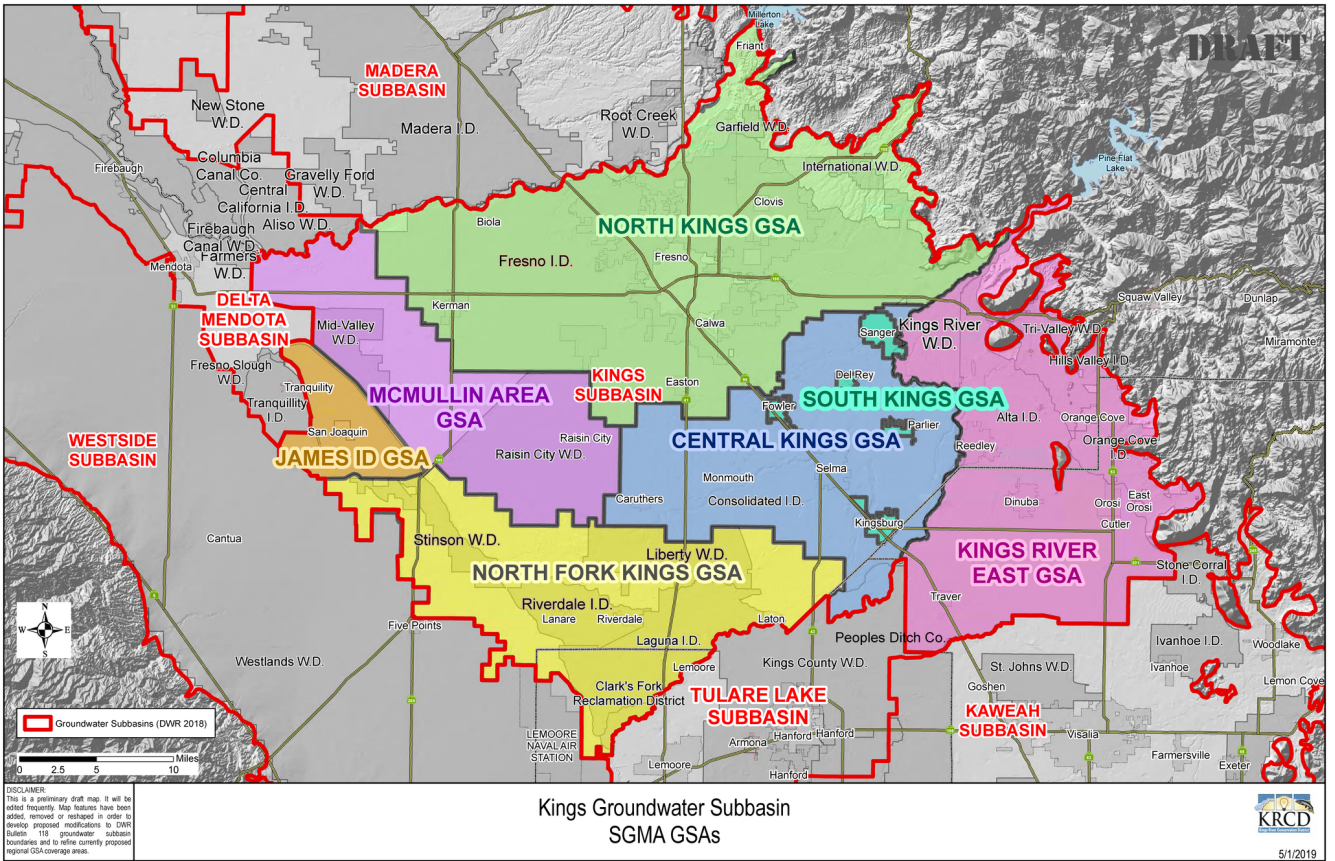 DRAFT
Millerton
Lake
Friant
MADERA
SUBBASIN
New Stone
W.D.
Madera I.D.
Root Creek
W.D.
Garfield W.D.
International W.D.
Pine Flat
Lake
Firebaugh
Columbia
Canal Co.
Gravelly Ford
W.D.
Central
California I.D.
Aliso W.D.
Firebaugh
Canal W.D.
Farmers
W.D.
Mendota
Biola
Clovis
NORTH KINGS GSA
Fresno I.D.
Fresno
DELTA
MENDOTA
SUBBASIN
Kerman
Calwa
Mid-Valley
W.D.
Sanger
Kings River
W.D.
Tri-Valley W.D.
Hills Valley I.D.
Squaw Valley
Dunlap
Miramonte
Fresno Slough
W.D.
Tranquility
Tranquillity
I.D.
San Joaquin
JAMES ID GSA
MCMULLIN AREA
GSA
KINGS
SUBBASIN
Easton
Del Rey
Fowler
SOUTH KINGS GSA
Parlier
CENTRAL KINGS GSA
Alta I.D.
Orange Cove
Orange Cove
I.D.
Reedley
WESTSIDE
SUBBASIN
Raisin City
Raisin City W.D.
Monmouth
Selma
Caruthers
Consolidated I.D.
Kingsburg
Dinuba
Orosi
East
Orosi
Cutler
Cantua
Stinson W.D.
Liberty W.D.
NORTH FORK KINGS GSA
KINGS RIVER
EAST GSA
Stone Corral
I.D.
Traver
Riverdale I.D.
Lanare
Riverdale
Laton
Five Points
Laguna I.D.
Peoples Ditch Co.
Westlands W.D.
Lemoore
Kings County W.D.
St. Johns W.D.
Ivanhoe I.D.
Ivanhoe
Woodlake
Lemon Cove
Clark's Fork
Reclamation District
TULARE LAKE
SUBBASIN
Goshen
KAWEAH
SUBBASIN
LEMOORE
NAVAL AIR
STATION
Armona
Hanford
Hanford
Visalia
Farmersville
Exeter
Lemoore
Hanford
N
W
E
S
Groundwater Subbasins (DWR 2018)
Miles
0 2.5 5 10
DISCLAIMER:
This is a preliminary draft map. It will be
edited frequently. Map features have been
added, removed or reshaped in order to
develop proposed modifications to DWR
Bulletin 118 groundwater subbasin
boundaries and to refine currently proposed
regional GSA coverage areas.
Kings Groundwater Subbasin
SGMA GSAs
KRCD
Kings River Conservation District
5/1/2019